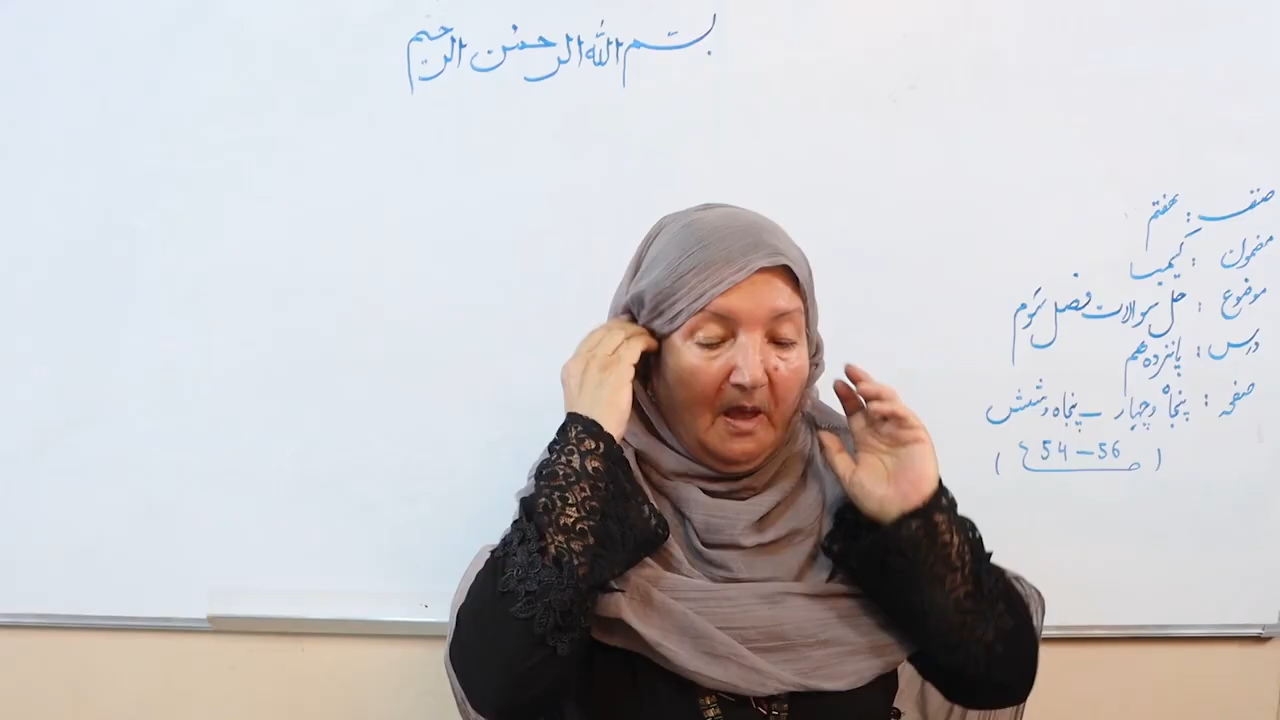 بسم الله الرحمن الرحیم
صنف : هفتم
مضمون : کیمیا
موضوع : حل سوالات فصل سوم
درس : پانزدهم
صفحه : پنجاه و چهار – پنجاه و شش
( ص 54 – 56 )